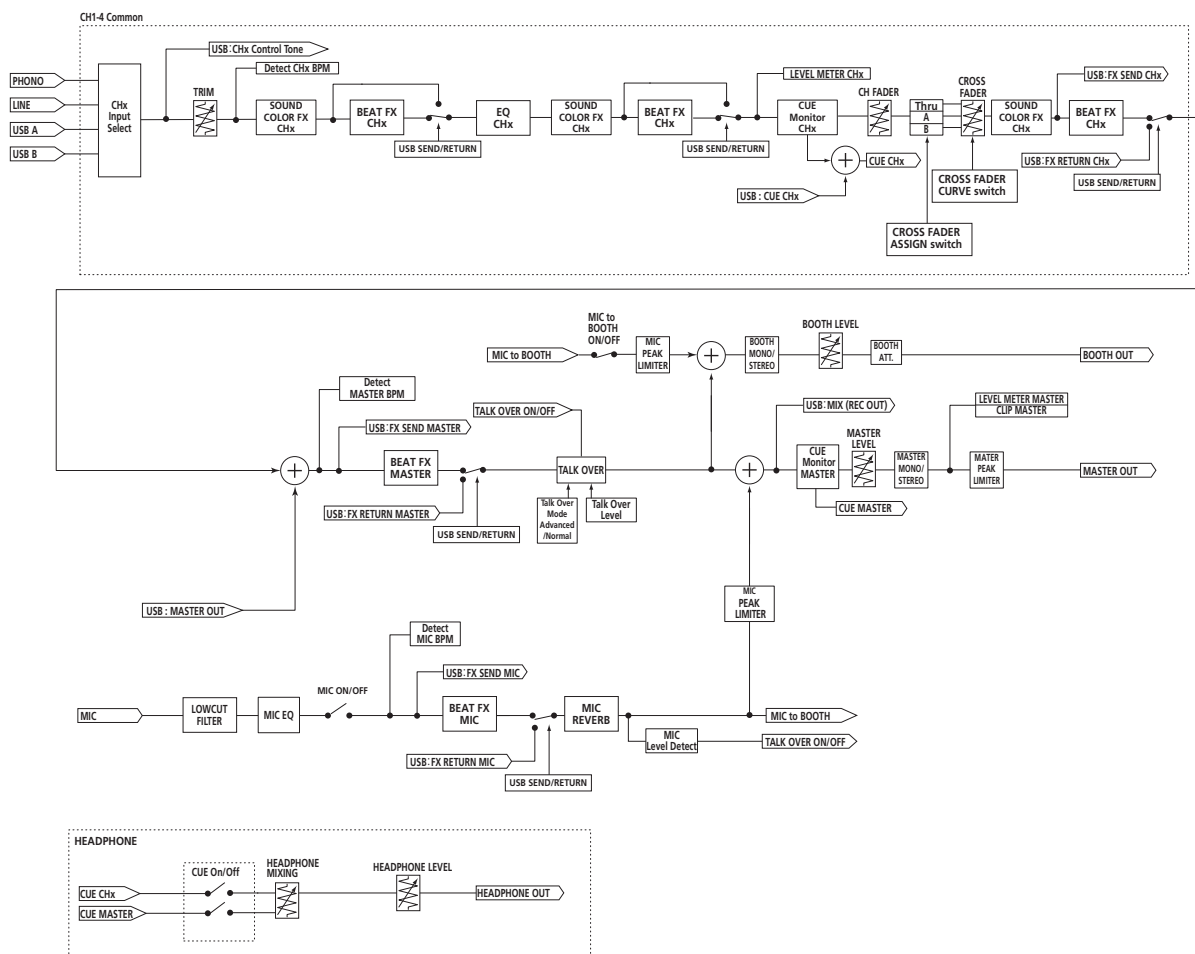 CH1-4 Common
USB:CHx Control Tone
Detect CHx BPM
PHONO
LINE
USB A
USB B
CHx
Input
Select
TRIM
SOUND
COLOR FX
CHx
BEAT FX
CHx
USB SEND/RETURN
EQ
CHx
SOUND
COLOR FX
CHx
BEAT FX
CHx
USB SEND/RETURN
LEVEL METER CHx
CUE
Monitor
CHx
CUE CHx
USB : CUE CHx
CH FADER
Thru
A
B
CROSS
FADER
CROSS FADER
CURVE switch
CROSS FADER
ASSIGN switch
SOUND
COLOR FX
CHx
USB:FX SEND CHx
BEAT FX
CHx
USB:FX RETURN CHx
USB SEND/RETURN
MIC to BOOTH
MIC to
BOOTH
ON/OFF
MIC
PEAK
LIMITER
BOOTH
MONO/
STEREO
BOOTH LEVEL
BOOTH
ATT.
BOOTH OUT
Detect
MASTER BPM
USB:FX SEND MASTER
BEAT FX
MASTER
USB:FX RETURN MASTER
USB SEND/RETURN
TALK OVER ON/OFF
TALK OVER
Talk Over
Mode
Advanced
/Normal
Talk Over
Level
USB:MIX (REC OUT)
CUE
Monitor
MASTER
CUE MASTER
MASTER
LEVEL
MASTER
MONO/
STEREO
LEVEL METER MASTER
CLIP MASTER
MATER
PEAK
LIMITER
MASTER OUT
USB : MASTER OUT
MIC
PEAK
LIMITER
MIC
LOWCUT
FILTER
MIC EQ
MIC ON/OFF
Detect
MIC BPM
USB:FX SEND MIC
BEAT FX
MIC
USB:FX RETURN MIC
USB SEND/RETURN
MIC
REVERB
MIC
Level Detect
MIC to BOOTH
TALK OVER ON/OFF
HEADPHONE
CUE CHx
CUE MASTER
CUE On/Off
HEADPHONE
MIXING
HEADPHONE LEVEL
HEADPHONE OUT